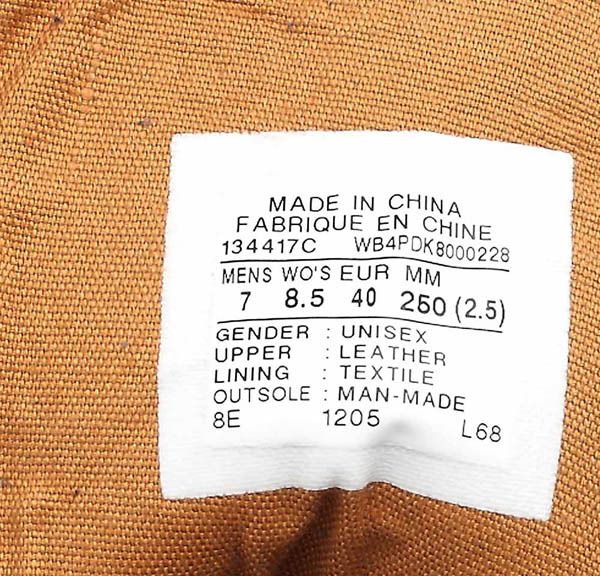 MADE IN CHINA
FABRIQUE EN CHINE
134417C WB4PDK8000228
MENS WO'S EUR MM
7 8.5 40 260 (2.5)
GENDER : UNISEX
UPPER : LEATHER
LINING : TEXTILE
OUTSOLE : MAN-MADE
8E 1205 L68